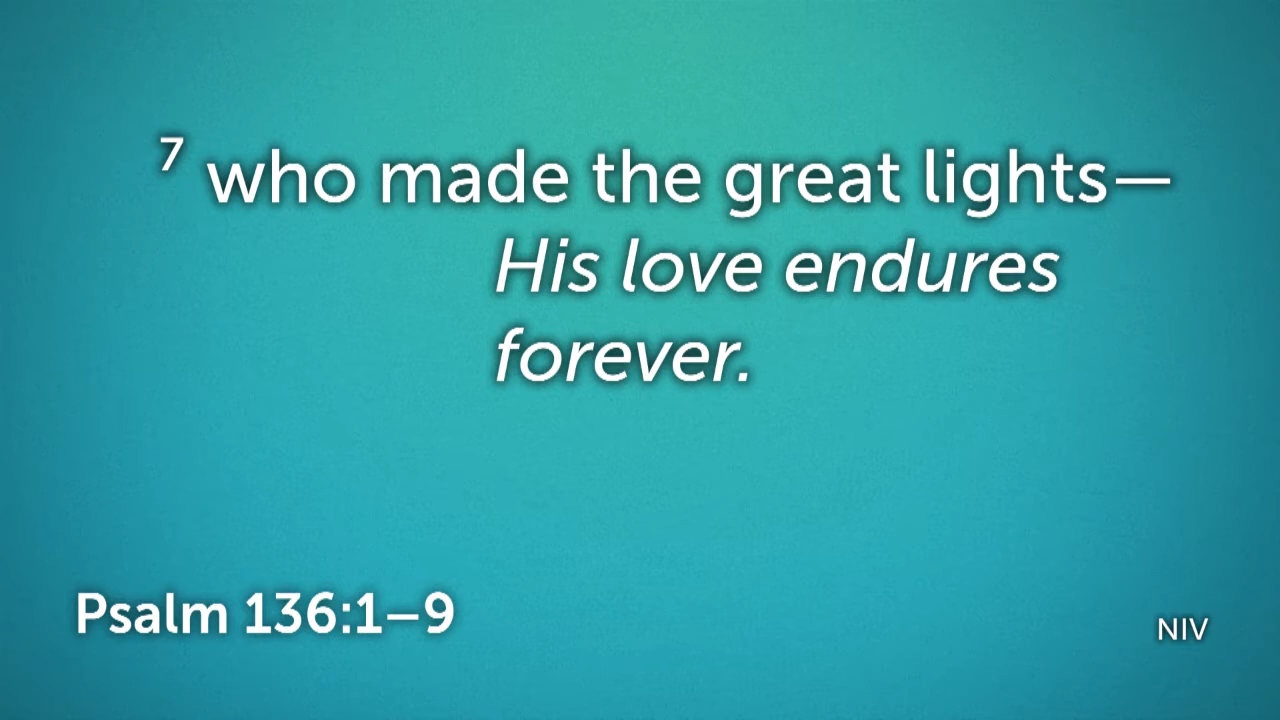 ⁷ who made the great lights—
His love endures
forever.
Psalm 136:1–9
NIV